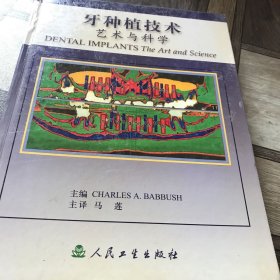 牙种植技术
艺术与科学
DENTAL IMPLANTS The Art and Science
主编 CHARLES A. BABBUSH
主译 马 莲
人民卫生出版社